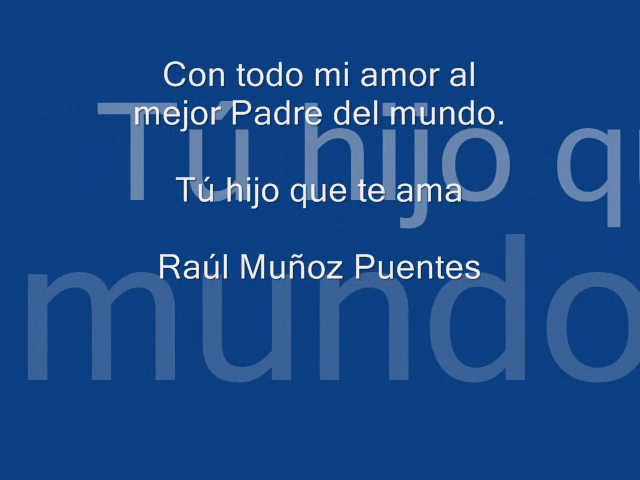 Con todo mi amor al
mejor Padre del mundo.
Tú hijo que te ama
Raúl Muñoz Puentes
Tú hijo qu
mundo